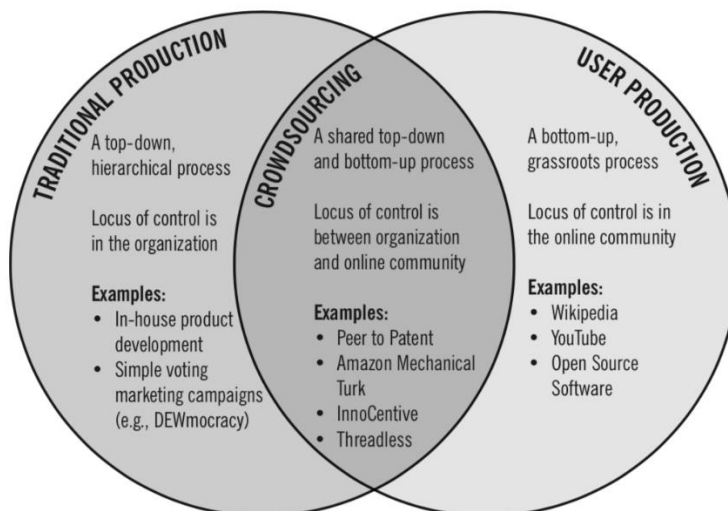 TRADITIONAL PRODUCTION
A top-down,
hierarchical process
Locus of control is
in the organization
Examples:
• In-house product
development
• Simple voting
marketing campaigns
(e.g., DEWmocracy)
CROWDSOURCING
A shared top-down
and bottom-up process
Locus of control is
between organization
and online community
Examples:
• Peer to Patent
• Amazon Mechanical
Turk
• InnoCentive
• Threadless
USER PRODUCTION
A bottom-up,
grassroots process
Locus of control is in
the online community
Examples:
• Wikipedia
• YouTube
• Open Source
Software